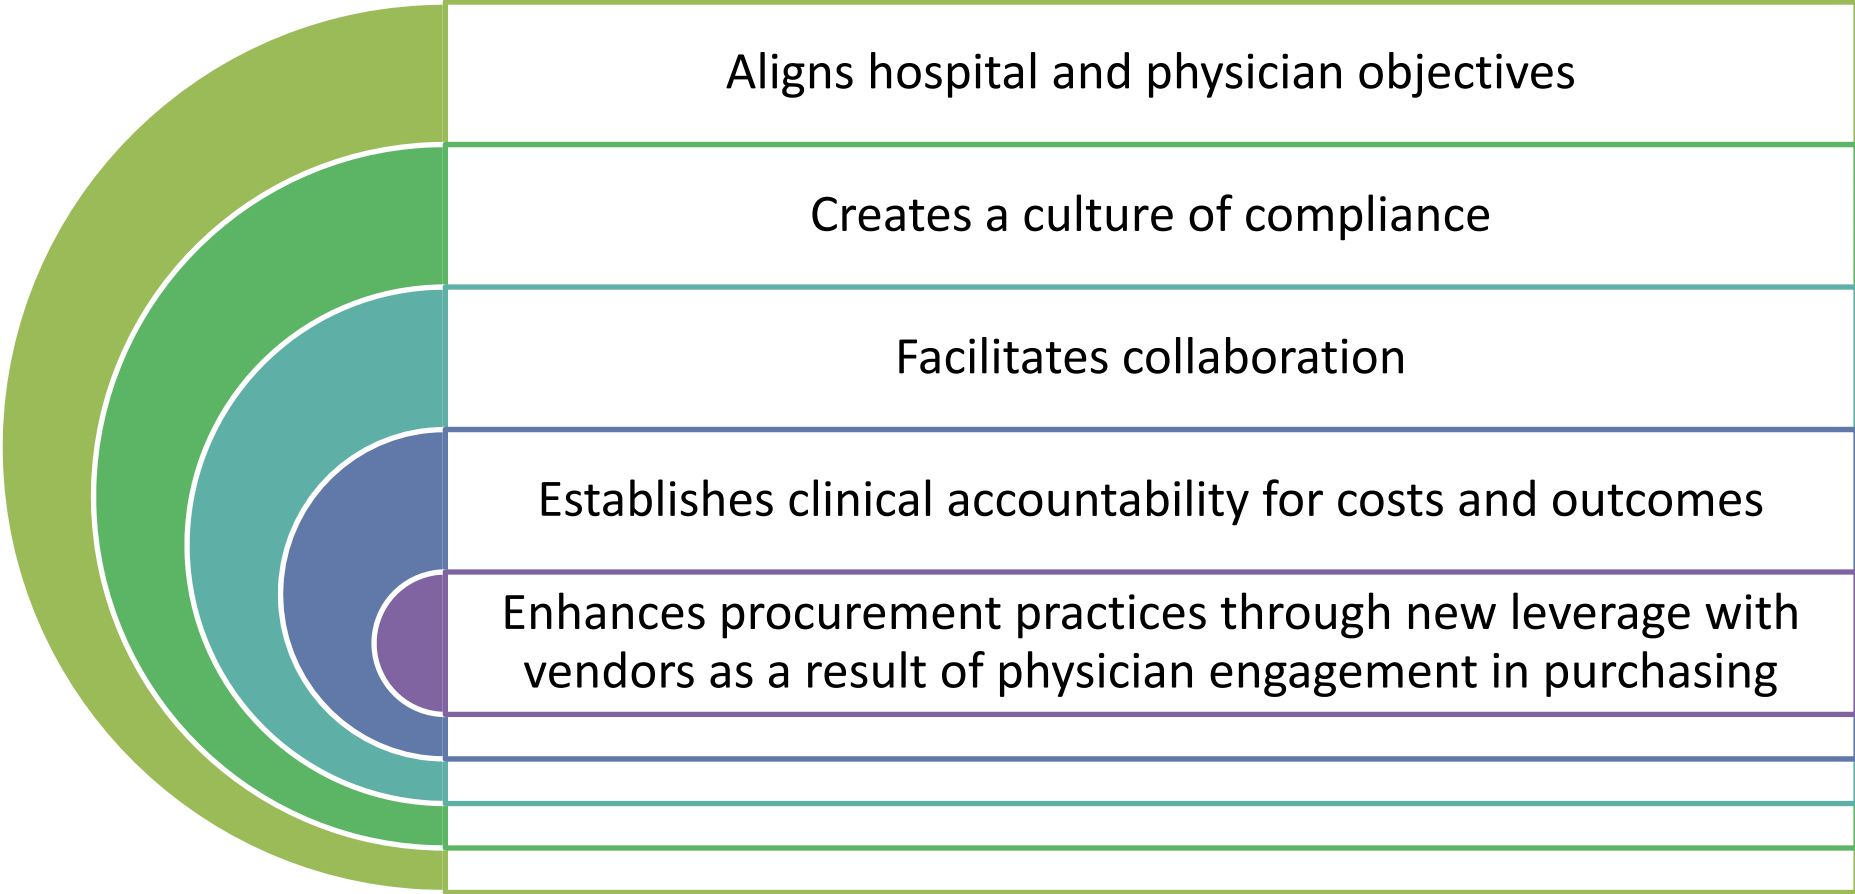 Aligns hospital and physician objectives
Creates a culture of compliance
Facilitates collaboration
Establishes clinical accountability for costs and outcomes
Enhances procurement practices through new leverage with
vendors as a result of physician engagement in purchasing